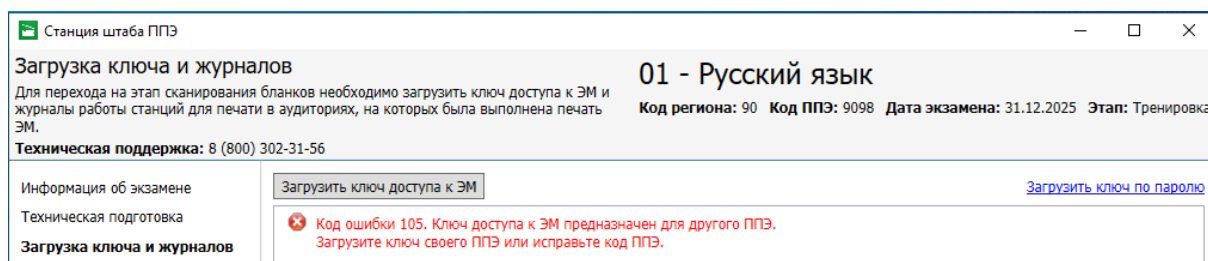 Станция штаба ППЭ
Загрузка ключа и журналов
Для перехода на этап сканирования бланков необходимо загрузить ключ доступа к ЭМ и
журналы работы станций для печати в аудиториях, на которых была выполнена печать
ЭМ.
Техническая поддержка: 8 (800) 302-31-56
01 - Русский язык
Код региона: 90 Код ППЭ: 9098 Дата экзамена: 31.12.2025 Этап: Тренировка
Информация об экзамене
Техническая подготовка
Загрузка ключа и журналов
Загрузить ключ доступа к ЭМ
Загрузить ключ по паролю
Код ошибки 105. Ключ доступа к ЭМ предназначен для другого ППЭ.
Загрузите ключ своего ППЭ или исправьте код ППЭ.